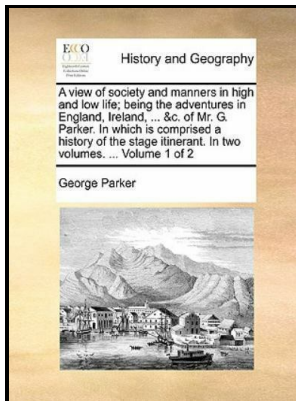 ECCO
History and Geography
A view of society and manners in high
and low life; being the adventures in
England, Ireland, ... &c. of Mr. G.
Parker. In which is comprised a
history of the stage itinerant. In two
volumes. ... Volume 1 of 2
George Parker